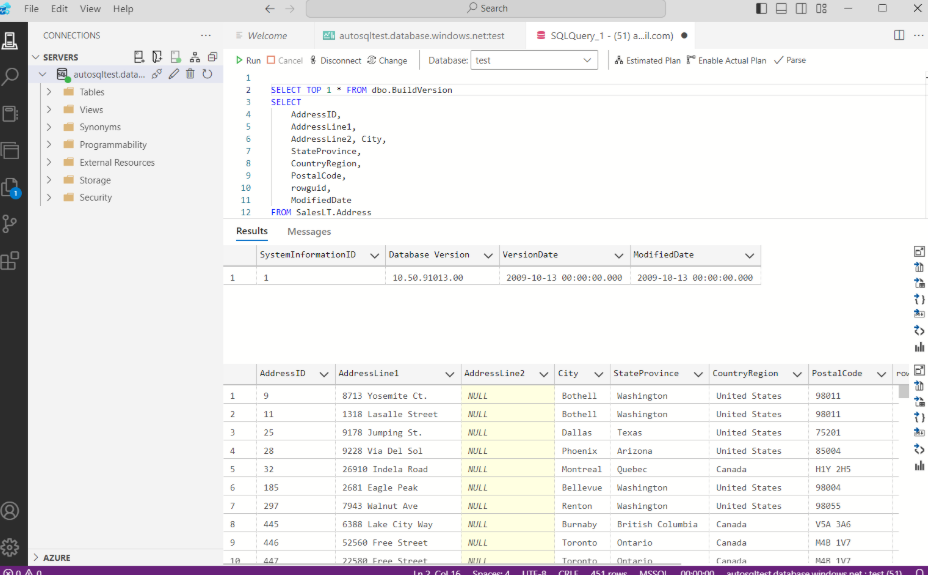 File Edit View Help Search
CONNECTIONS ... Welcome autosqltest.database.windows.net:test SQLQuery_1 - (51) a...il.com)
SERVERS Run Cancel Disconnect Change Database: test Estimated Plan Enable Actual Plan Parse
autosqltest.data...
Tables
Views
Synonyms
Programmability
External Resources
Storage
Security
1
AZURE
1
2 SELECT TOP 1 * FROM dbo.BuildVersion
3 SELECT
4 AddressID,
5 AddressLine1,
6 AddressLine2, City,
7 StateProvince,
8 CountryRegion,
9 PostalCode,
10 rowguid,
11 ModifiedDate
12 FROM SalesLT.Address
Results Messages
SystemInformationID Database Version VersionDate ModifiedDate
1 1 10.50.91013.00 2009-10-13 00:00:00.000 2009-10-13 00:00:00.000
AddressID AddressLine1 AddressLine2 City StateProvince CountryRegion PostalCode row
1 9 8713 Yosemite Ct. NULL Bothell Washington United States 98011
2 11 1318 Lasalle Street NULL Bothell Washington United States 98011
3 25 9178 Jumping St. NULL Dallas Texas United States 75201
4 28 9228 Via Del Sol NULL Phoenix Arizona United States 85004
5 32 26910 Indela Road NULL Montreal Quebec Canada H1Y 2H5
6 185 2681 Eagle Peak NULL Bellevue Washington United States 98004
7 297 7943 Walnut Ave NULL Renton Washington United States 98055
8 445 6388 Lake City Way NULL Burnaby British Columbia Canada V5A 3A6
9 446 52560 Free Street NULL Toronto Ontario Canada M4B 1V7
10 447 22580 Free Street NULL Toronto Ontario Canada M4B 1V7
0 0 Ln 2, Col 16 Spaces: 4 UTF-8 CRLF 451 rows MSSQL 00:00:00 autosqltest.database.windows.net : test (51)